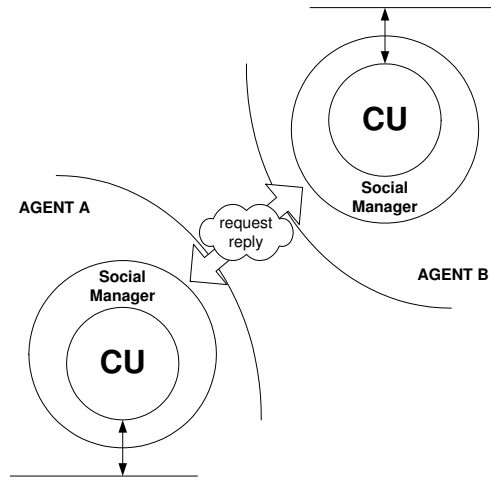 CU
Social
Manager
AGENT A
request
reply
AGENT B
Social
Manager
CU